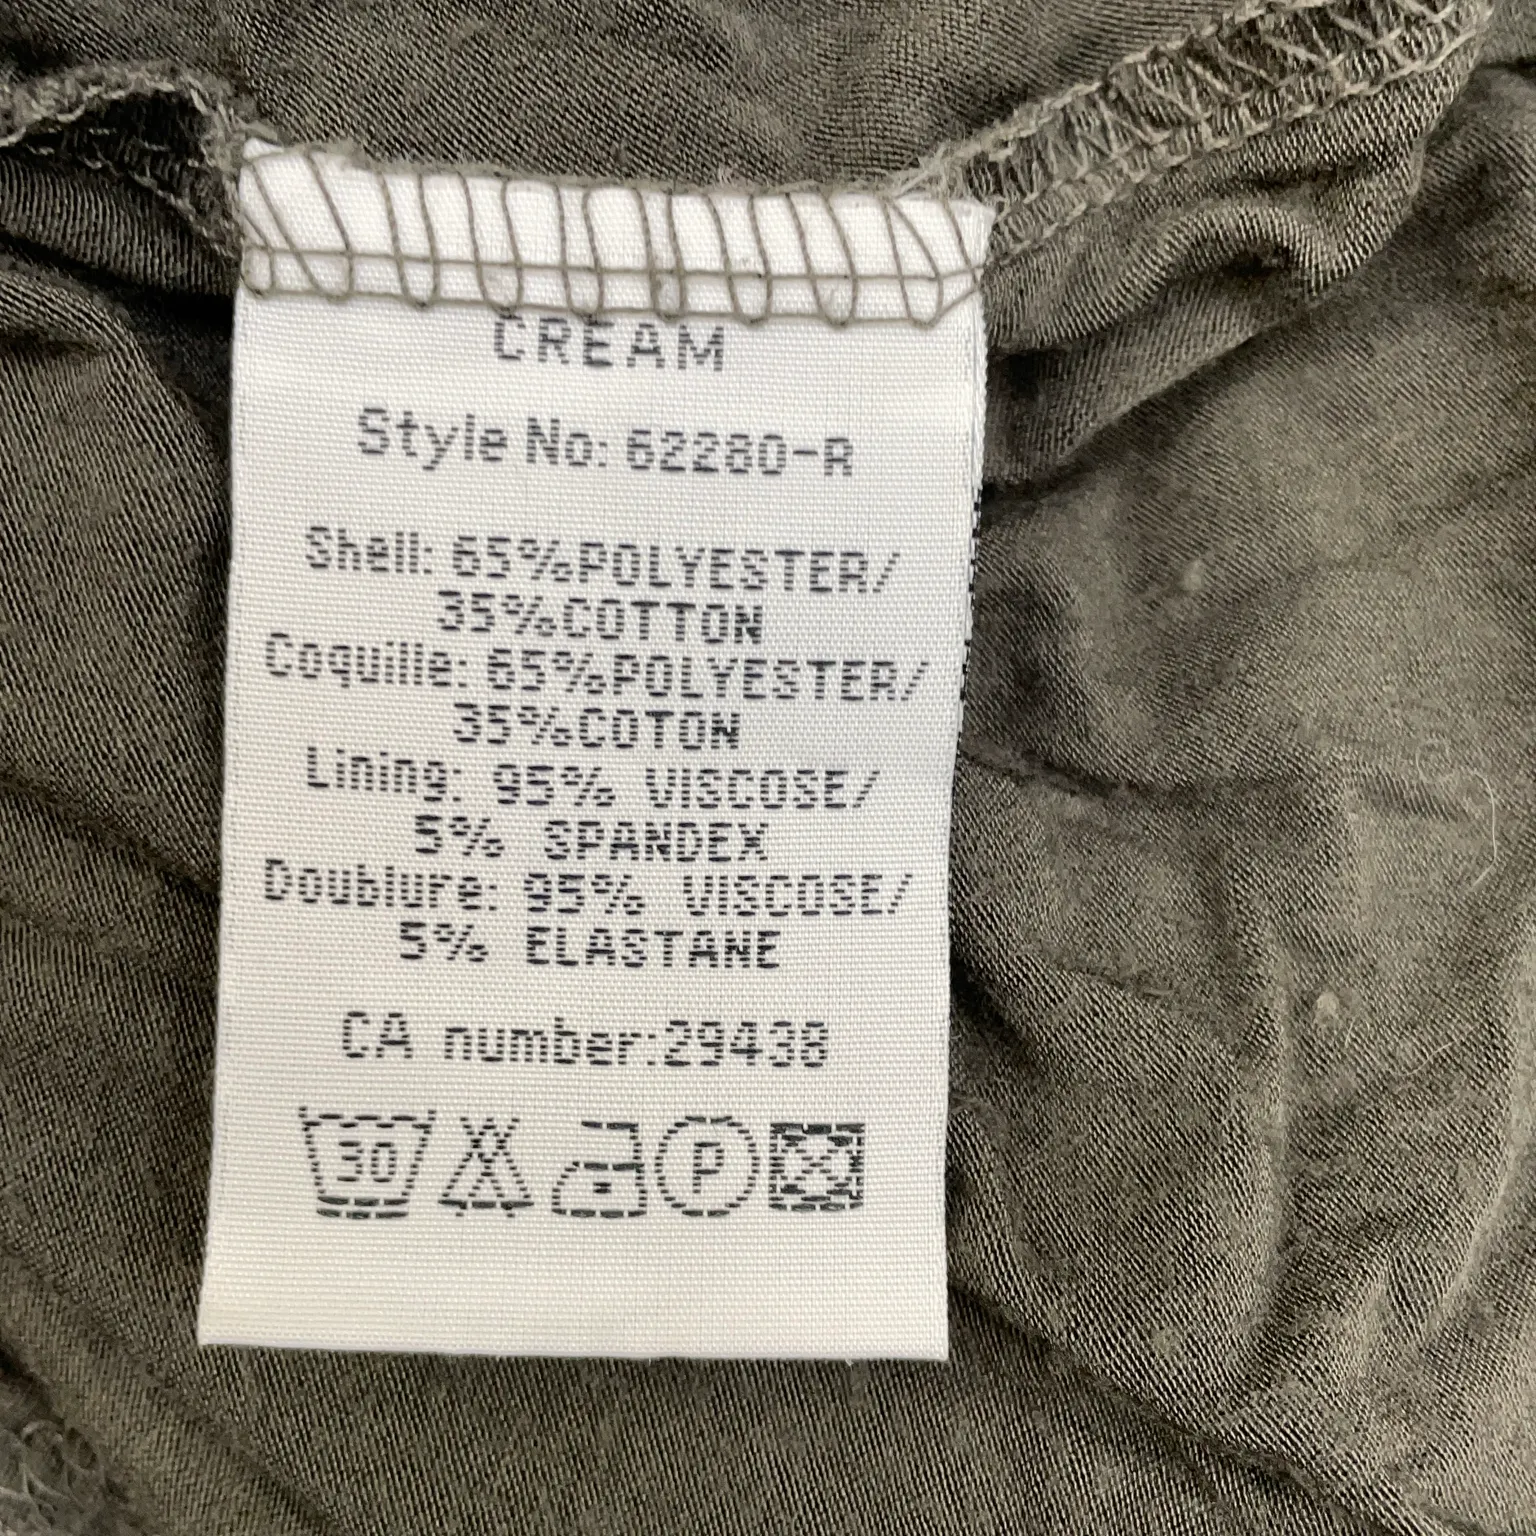 CREAM
Style No: 62280-R
Shell: 65%POLYESTER/
35%COTTON
Coquille: 65%POLYESTER/
35%COTON
Lining: 95% VISCOSE/
5% SPANDEX
Doublure: 95% VISCOSE/
5% ELASTANE
CA number:29438
30 P